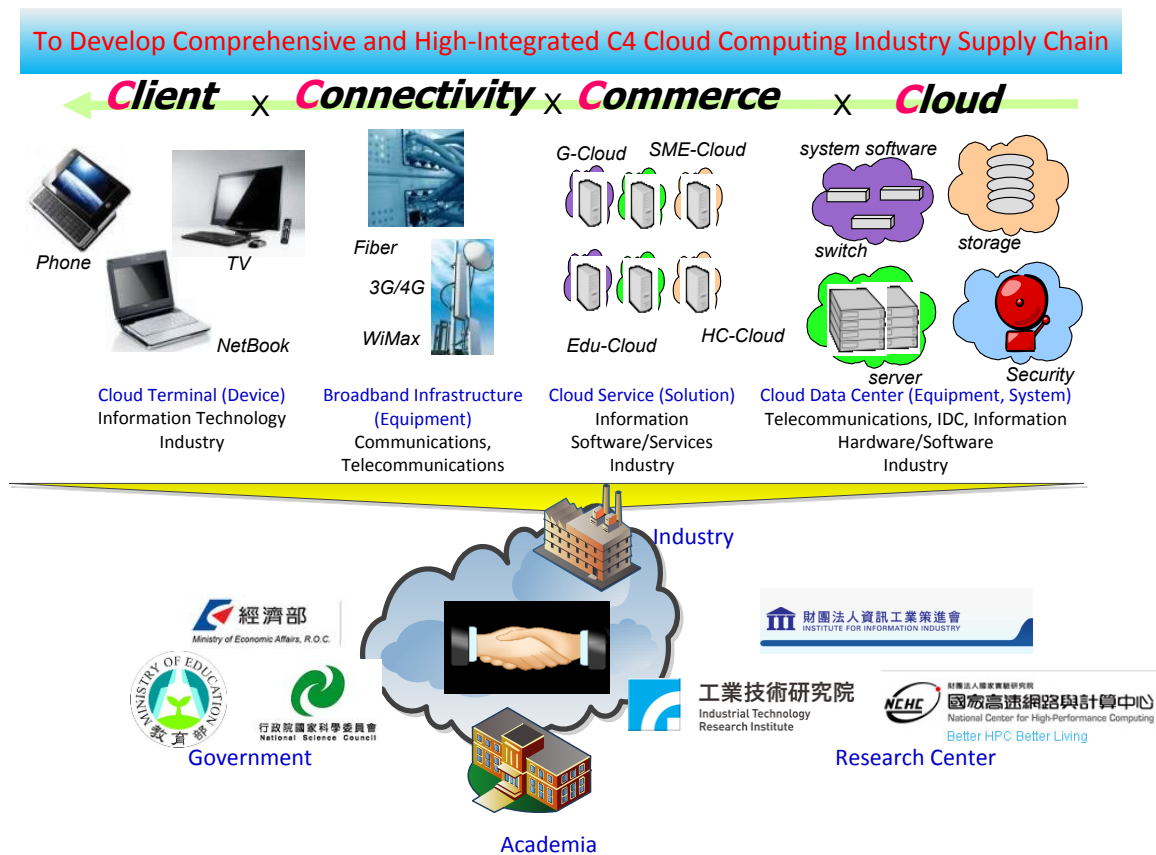 To Develop Comprehensive and High-Integrated C4 Cloud Computing Industry Supply Chain
Client X Connectivity X Commerce X Cloud
Phone
TV
NetBook
Fiber
3G/4G
WiMax
G-Cloud
SME-Cloud
Edu-Cloud
HC-Cloud
system software
switch
storage
server
Security
Cloud Terminal (Device)
Information Technology
Industry
Broadband Infrastructure
(Equipment)
Communications,
Telecommunications
Cloud Service (Solution)
Information
Software/Services
Industry
Cloud Data Center (Equipment, System)
Telecommunications, IDC, Information
Hardware/Software
Industry
Industry
經濟部
Ministry of Economic Affairs, R.O.C.
MINISTRY OF EDUCATION
教育部
行政院國家科學委員會
National Science Council
Government
財團法人資訊工業策進會
INSTITUTE FOR INFORMATION INDUSTRY
工業技術研究院
Industrial Technology
Research Institute
NCHC
財團法人國家實驗研究院
國家高速網路與計算中心
National Center for High-Performance Computing
Better HPC Better Living
Research Center
Academia